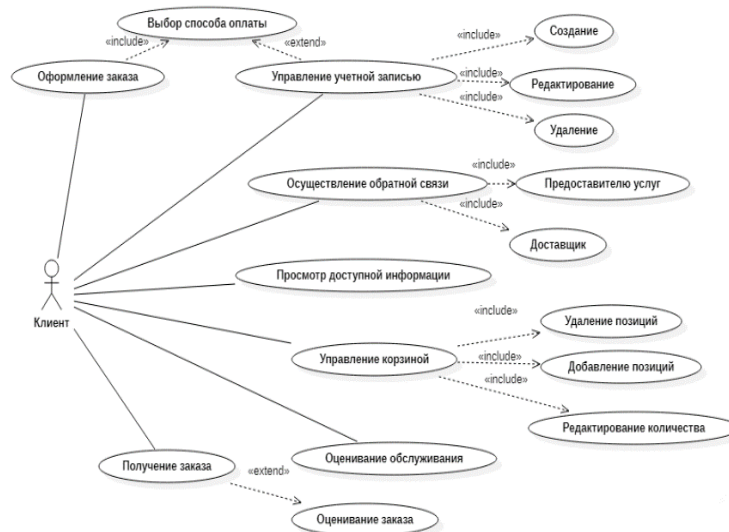 Выбор способа оплаты
«include»
«extend»
Создание
Оформление заказа
Управление учетной записью
«include»
«include»
Редактирование
«include»
Удаление
Осуществление обратной связи
«include»
Предоставителю услуг
«include»
Доставщик
Просмотр доступной информации
Клиент
«include»
Удаление позиций
Управление корзиной
«include»
Добавление позиций
«include»
Редактирование количества
Получение заказа
Оценивание обслуживания
«extend»
Оценивание заказа